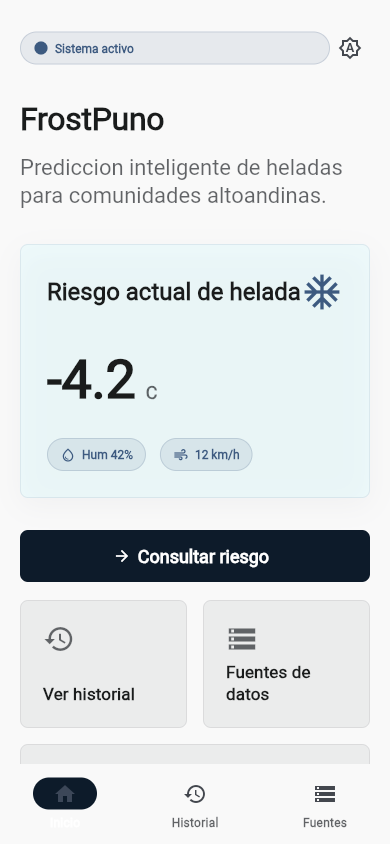 Sistema activo
A
FrostPuno
Prediccion inteligente de heladas
para comunidades altoandinas.
Riesgo actual de helada
-4.2 C
Hum 42%
12 km/h
Consultar riesgo
Ver historial
Fuentes de
datos
Inicio
Historial
Fuentes